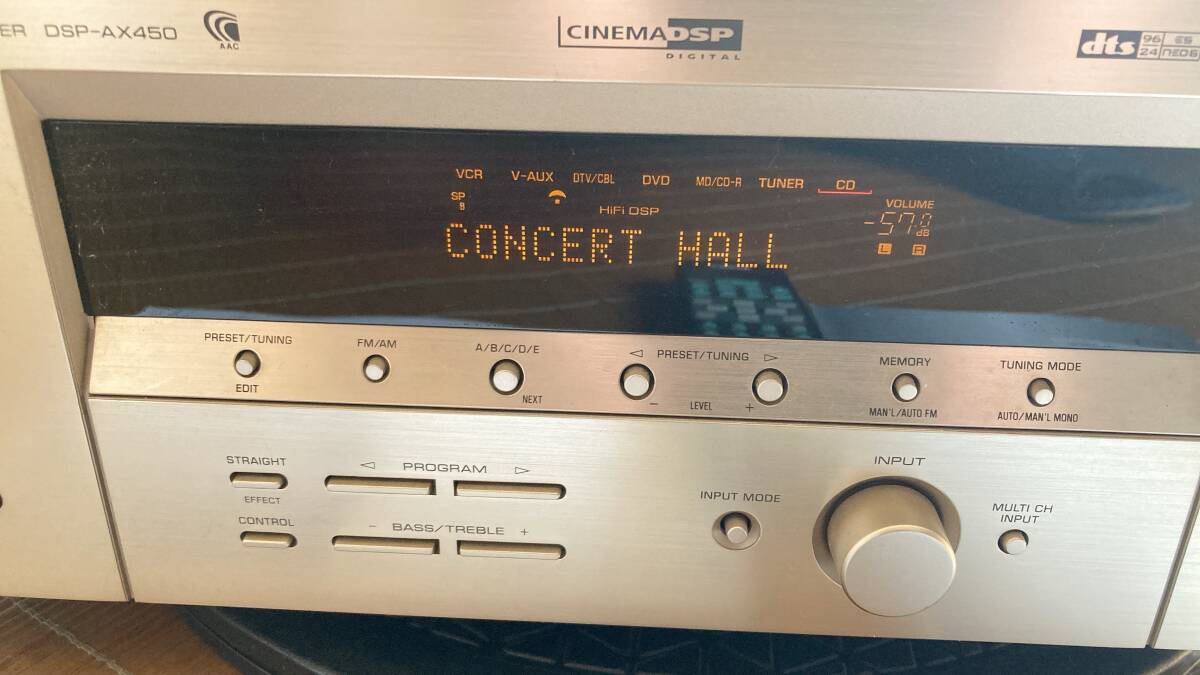 ER DSP-AX450
AAC
CINEMA DSP
DIGITAL
dts 96 ES
24 NEO6
VCR V-AUX DTV/CBL DVD MD/CD-R TUNER CD
SP
B
HiFi DSP
VOLUME
-57.0
dB
CONCERT HALL
L R
PRESET/TUNING
EDIT
FM/AM
A/B/C/D/E
NEXT
◁ PRESET/TUNING ▷
− LEVEL +
MEMORY
MAN'L/AUTO FM
TUNING MODE
AUTO/MAN'L MONO
STRAIGHT
EFFECT
◁ PROGRAM ▷
CONTROL
− BASS/TREBLE +
INPUT MODE
INPUT
MULTI CH
INPUT